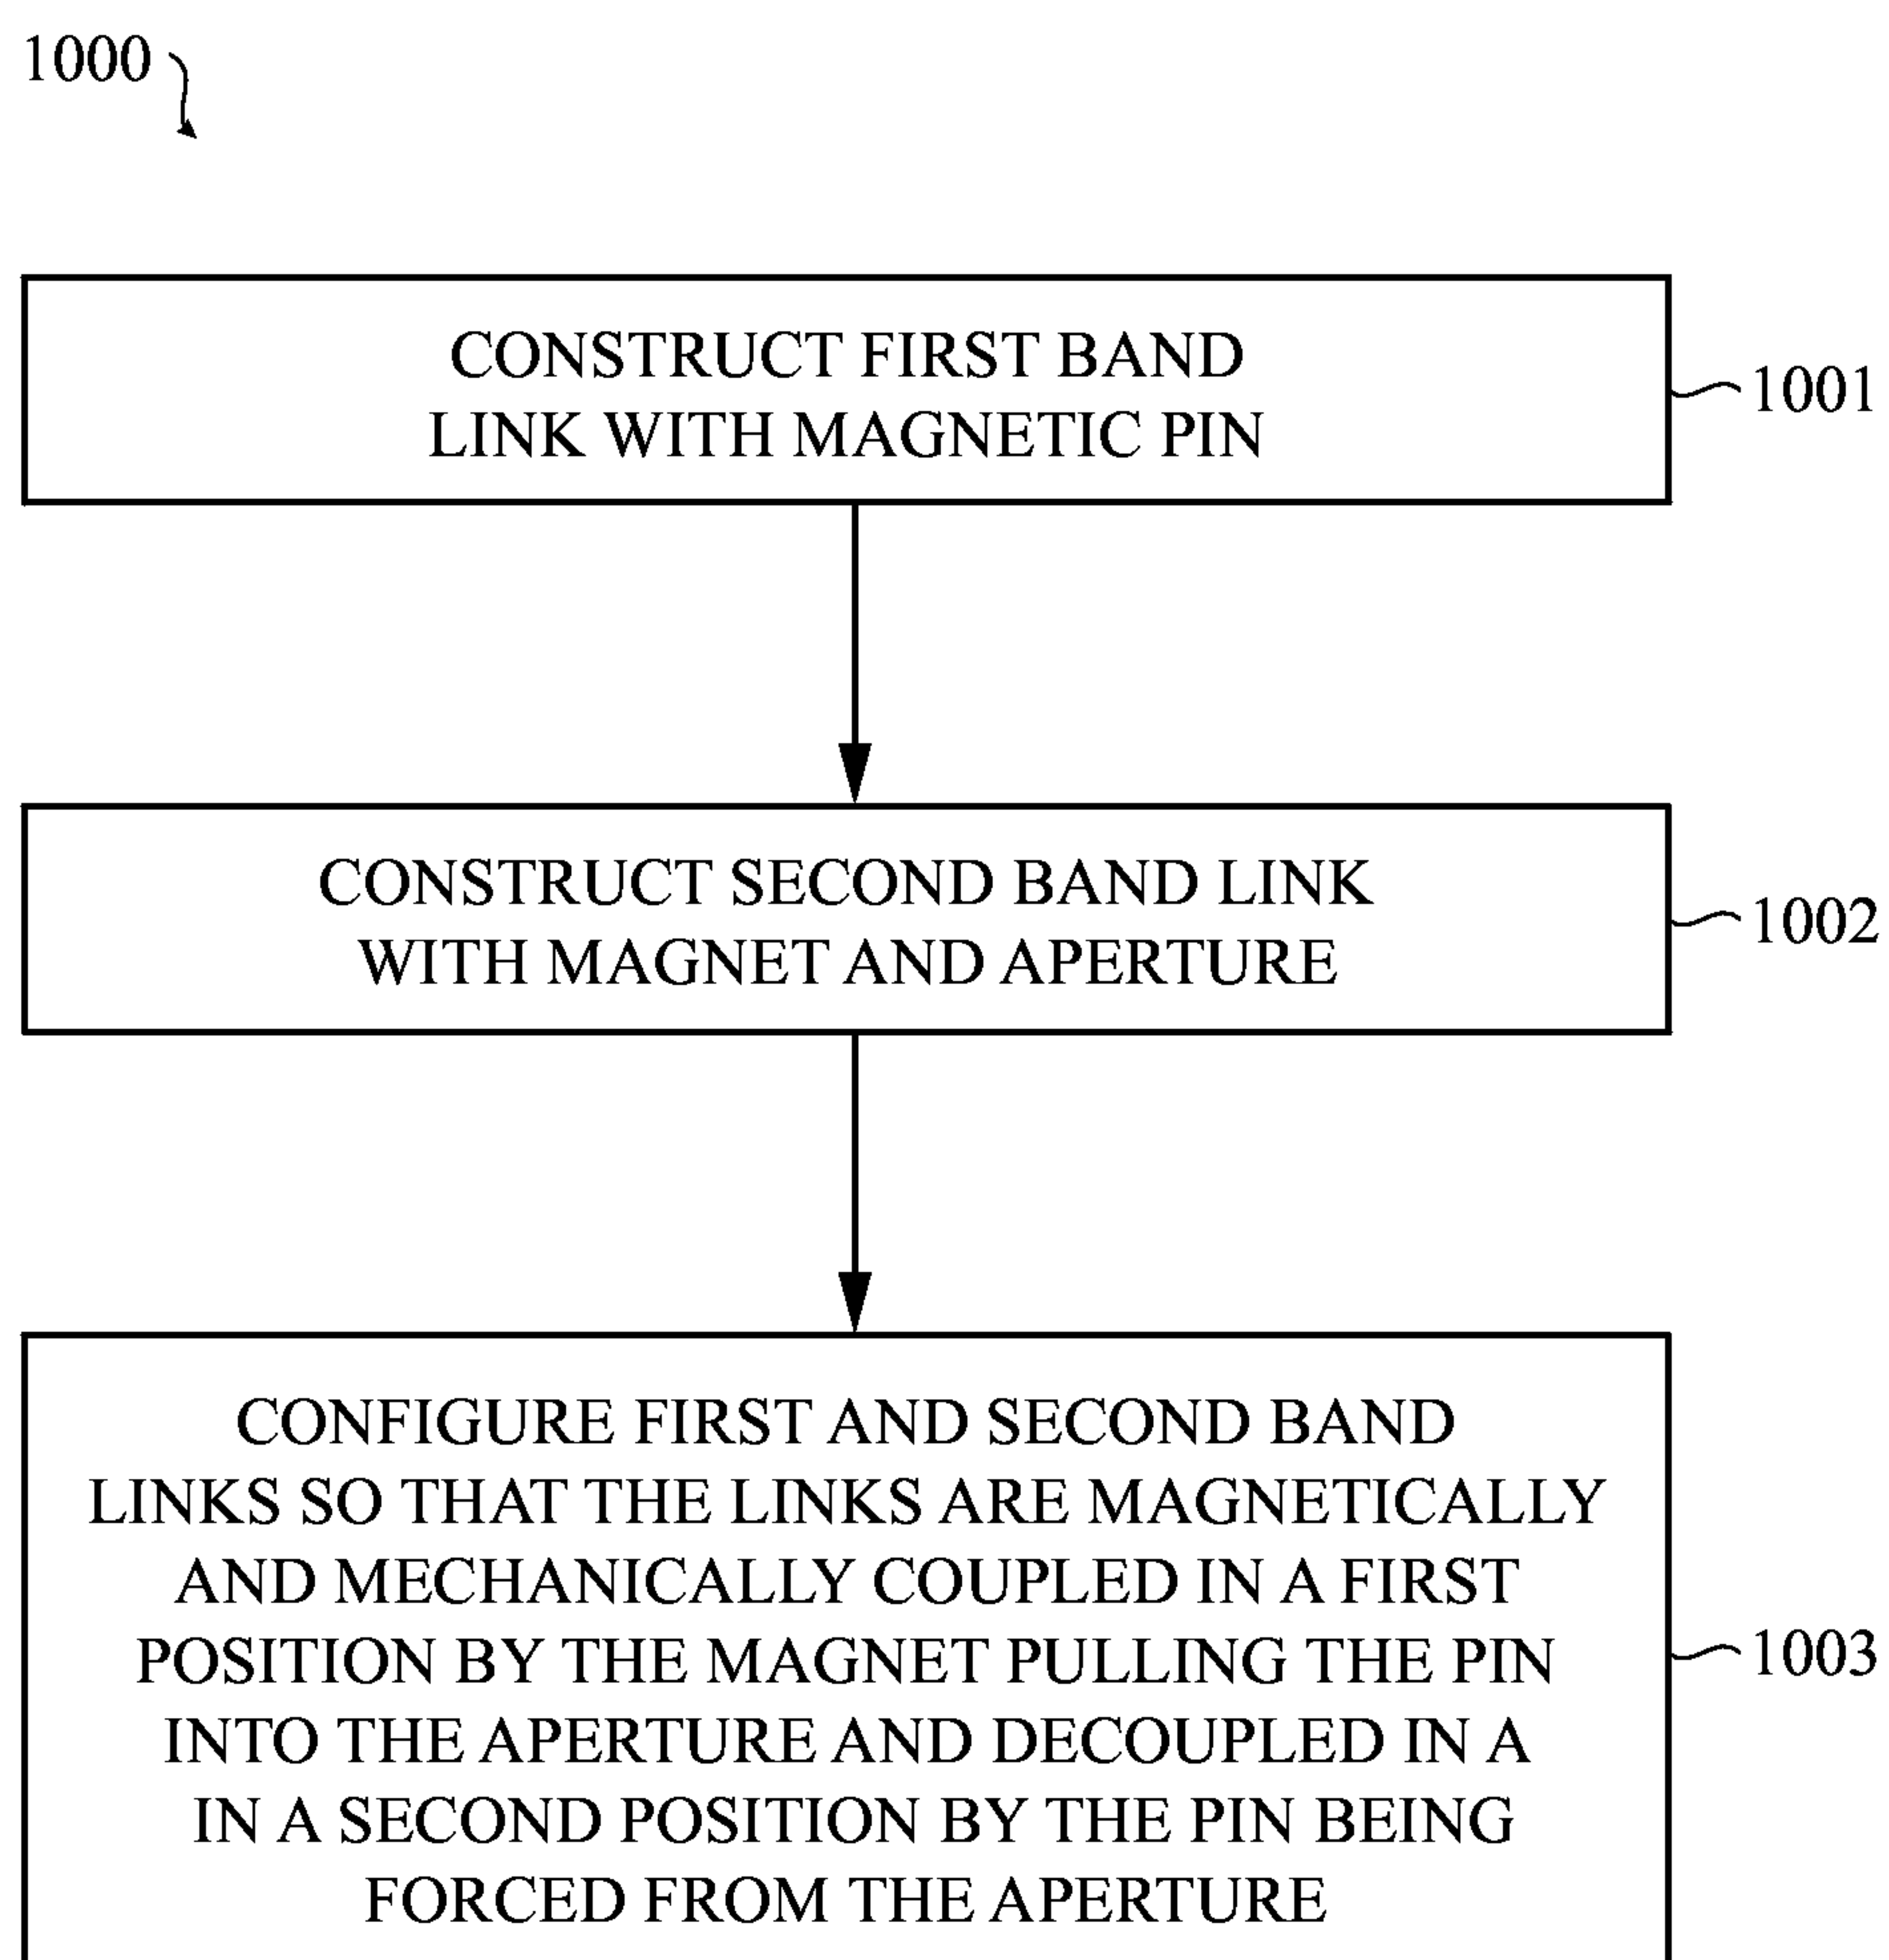 1000
CONSTRUCT FIRST BAND
LINK WITH MAGNETIC PIN
1001
CONSTRUCT SECOND BAND LINK
WITH MAGNET AND APERTURE
1002
CONFIGURE FIRST AND SECOND BAND
LINKS SO THAT THE LINKS ARE MAGNETICALLY
AND MECHANICALLY COUPLED IN A FIRST
POSITION BY THE MAGNET PULLING THE PIN
INTO THE APERTURE AND DECOUPLED IN A
IN A SECOND POSITION BY THE PIN BEING
FORCED FROM THE APERTURE
1003